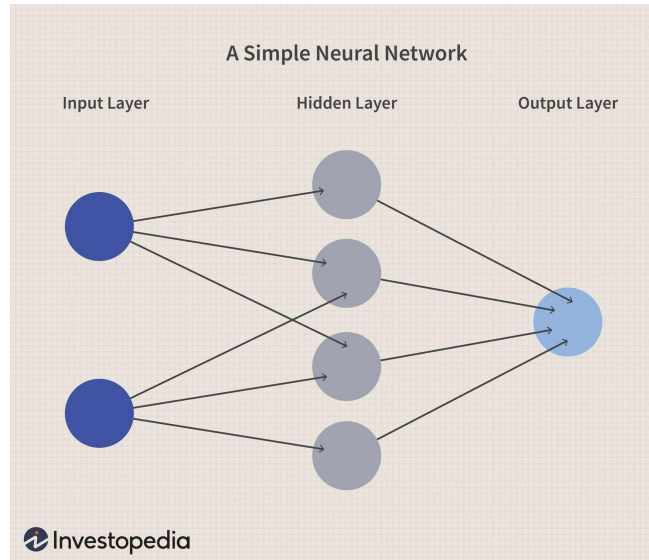 A Simple Neural Network
Input Layer Hidden Layer Output Layer
Investopedia